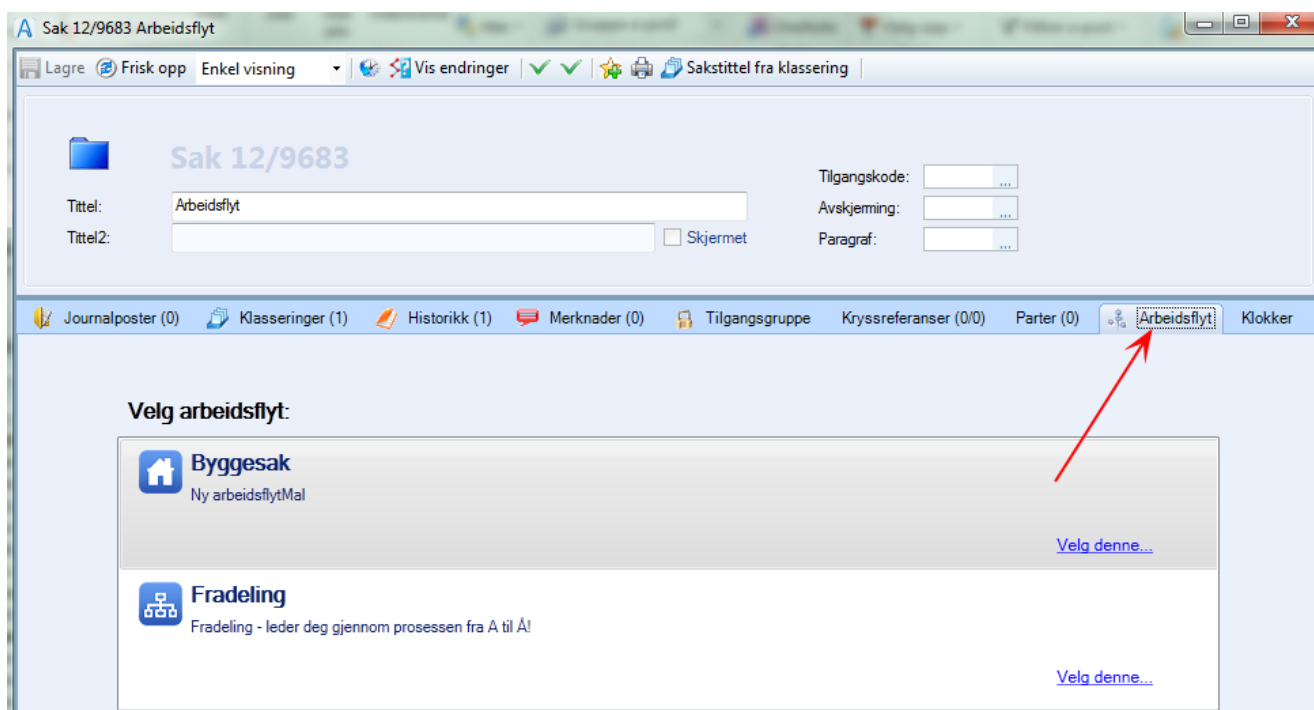 Sak 12/9683 Arbeidsflyt
Lagre Frisk opp Enkel visning Vis endringer Sakstittel fra klassering
Sak 12/9683
Tilgangskode: ...
Tittel: Arbeidsflyt Avskjerming: ...
Tittel2: Skjermet Paragraf: ...
Journalposter (0) Klasseringer (1) Historikk (1) Merknader (0) Tilgangsgruppe Kryssreferanser (0/0) Parter (0) Arbeidsflyt Klokker
Velg arbeidsflyt:
Byggesak
Ny arbeidsflytMal
Velg denne...
Fradeling
Fradeling - leder deg gjennom prosessen fra A til Å!
Velg denne...